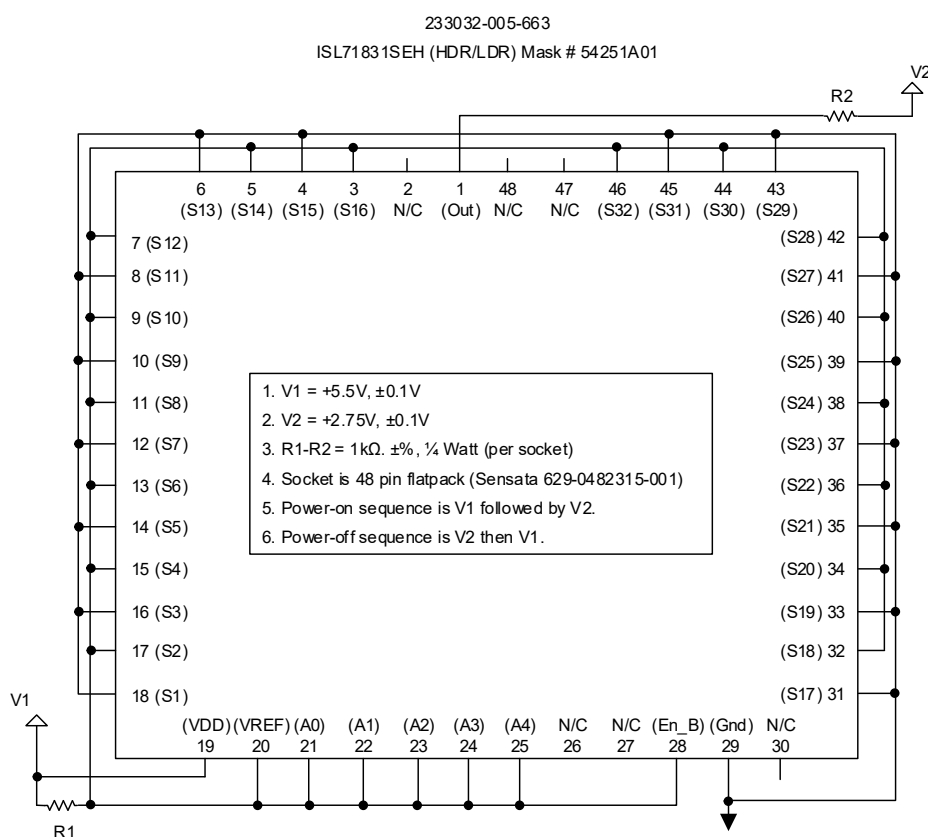 233032-005-663
ISL71831SEH (HDR/LDR) Mask # 54251A01
V2
R2
6 5 4 3 2 1 48 47 46 45 44 43
(S13) (S14) (S15) (S16) N/C (Out) N/C N/C (S32) (S31) (S30) (S29)
7 (S12) (S28) 42
8 (S11) (S27) 41
9 (S10) (S26) 40
10 (S9) (S25) 39
11 (S8) (S24) 38
12 (S7) (S23) 37
13 (S6) (S22) 36
14 (S5) (S21) 35
15 (S4) (S20) 34
16 (S3) (S19) 33
17 (S2) (S18) 32
18 (S1) (S17) 31
1. V1 = +5.5V, ±0.1V
2. V2 = +2.75V, ±0.1V
3. R1-R2 = 1kΩ. ±%, ¼ Watt (per socket)
4. Socket is 48 pin flatpack (Sensata 629-0482315-001)
5. Power-on sequence is V1 followed by V2.
6. Power-off sequence is V2 then V1.
V1
(VDD) (VREF) (A0) (A1) (A2) (A3) (A4) N/C N/C (En_B) (Gnd) N/C
19 20 21 22 23 24 25 26 27 28 29 30
R1